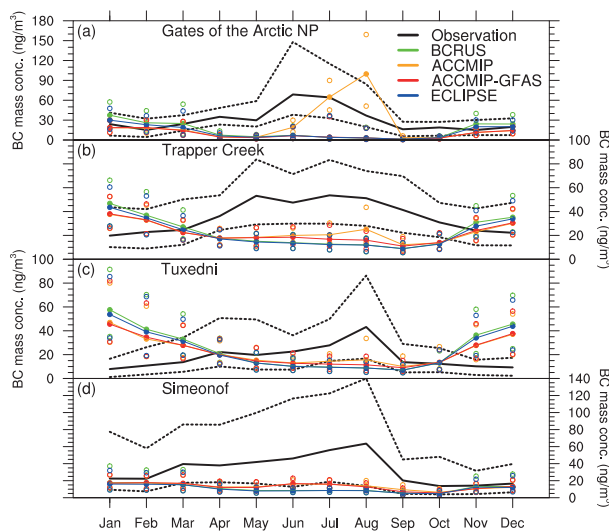 (a) Gates of the Arctic NP
Observation
BCRUS
ACCMIP
ACCMIP-GFAS
ECLIPSE
BC mass conc. (ng/m³)
180
150
120
90
60
30
0
(b) Trapper Creek
BC mass conc. (ng/m³)
100
80
60
40
20
0
(c) Tuxedni
BC mass conc. (ng/m³)
100
80
60
40
20
0
(d) Simeonof
BC mass conc. (ng/m³)
140
120
100
80
60
40
20
0
Jan Feb Mar Apr May Jun Jul Aug Sep Oct Nov Dec